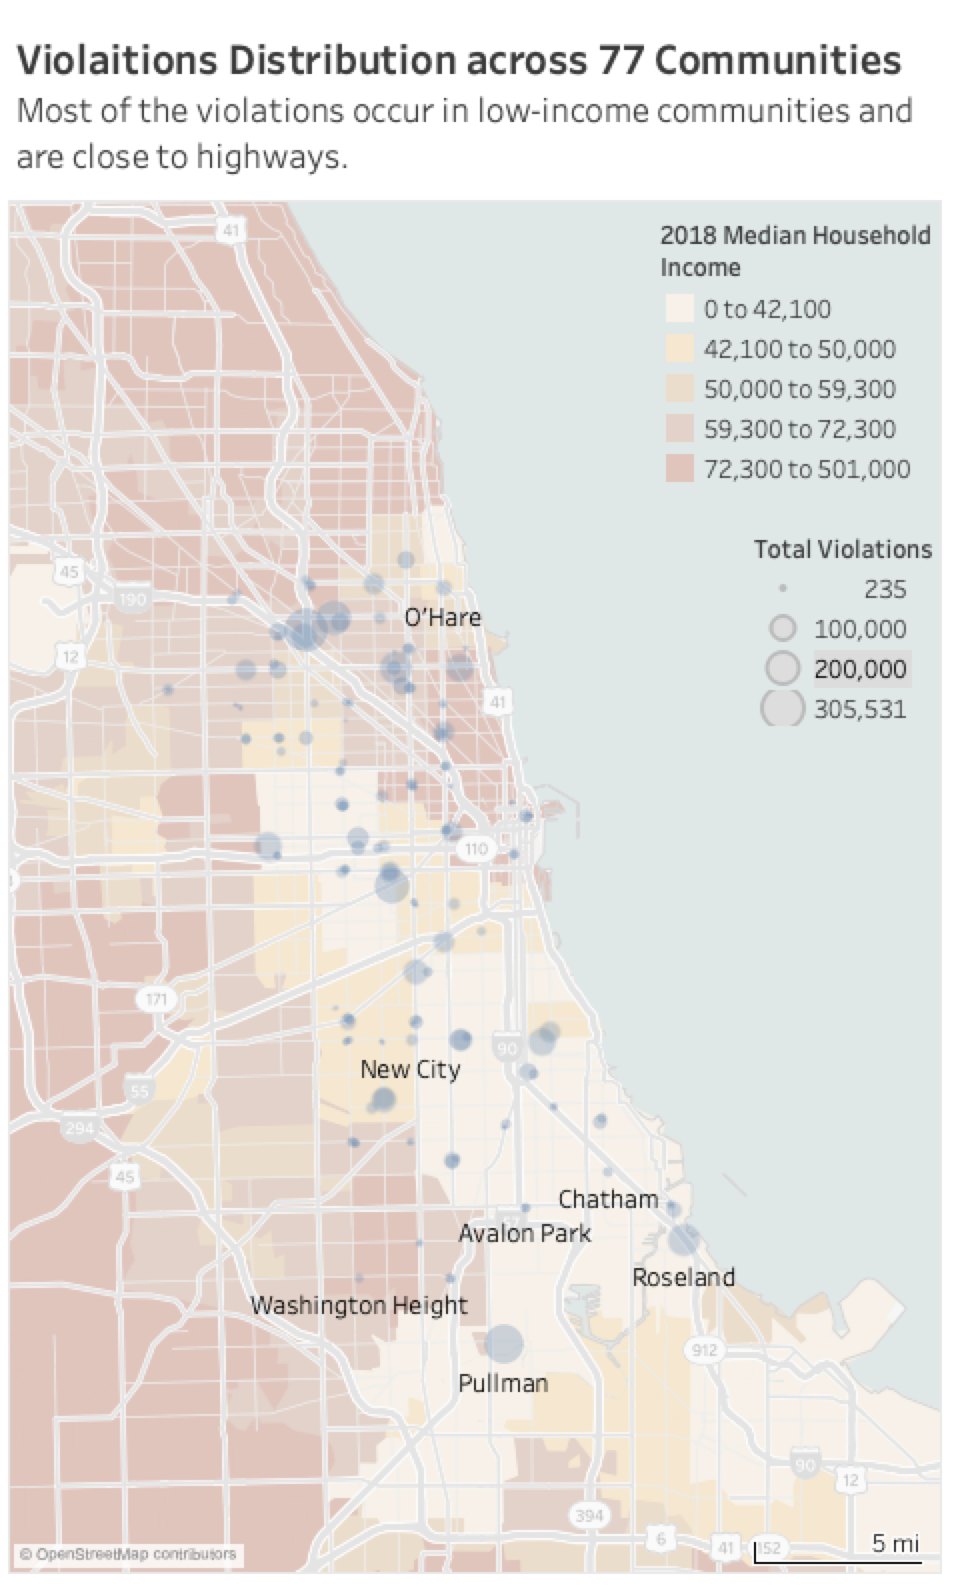 Violaitions Distribution across 77 Communities
Most of the violations occur in low-income communities and
are close to highways.
41
2018 Median Household
Income
0 to 42,100
42,100 to 50,000
50,000 to 59,300
59,300 to 72,300
72,300 to 501,000
Total Violations
235
100,000
200,000
305,531
45
190
O'Hare
12
41
110
171
90
New City
55
294
45
Chatham
Avalon Park
Roseland
Washington Height
912
Pullman
90
12
394
6
41
152
5 mi
© OpenStreetMap contributors